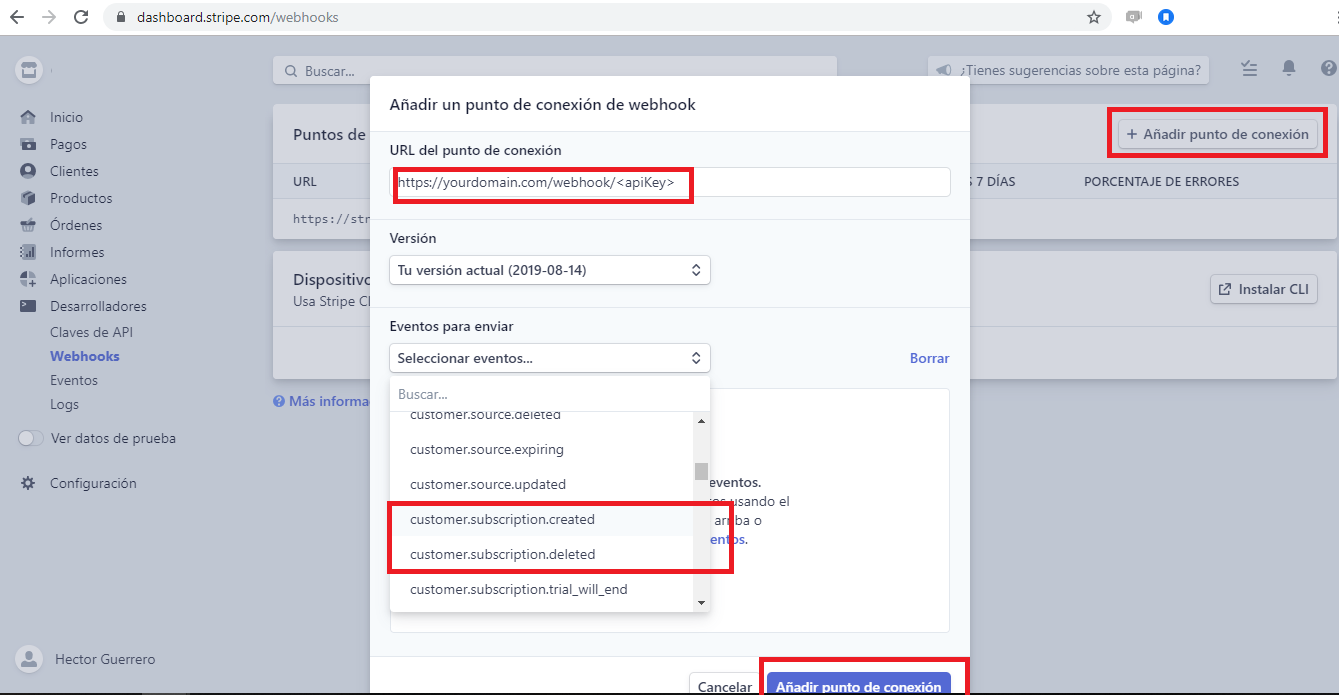 dashboard.stripe.com/webhooks
Buscar...
¿Tienes sugerencias sobre esta página?
Inicio
Pagos
Clientes
Productos
Órdenes
Informes
Aplicaciones
Desarrolladores
Claves de API
Webhooks
Eventos
Logs
Ver datos de prueba
Configuración
Hector Guerrero
Puntos de
+ Añadir punto de conexión
URL
7 DÍAS
PORCENTAJE DE ERRORES
https://str
Dispositivo
Usa Stripe
Instalar CLI
Más informa
Añadir un punto de conexión de webhook
URL del punto de conexión
https://yourdomain.com/webhook/<apiKey>
Versión
Tu versión actual (2019-08-14)
Eventos para enviar
Seleccionar eventos...
Borrar
Buscar...
customer.source.deleted
customer.source.expiring
customer.source.updated
customer.subscription.created
customer.subscription.deleted
customer.subscription.trial_will_end
eventos.
usando el
arriba o
entos.
Cancelar
Añadir punto de conexión